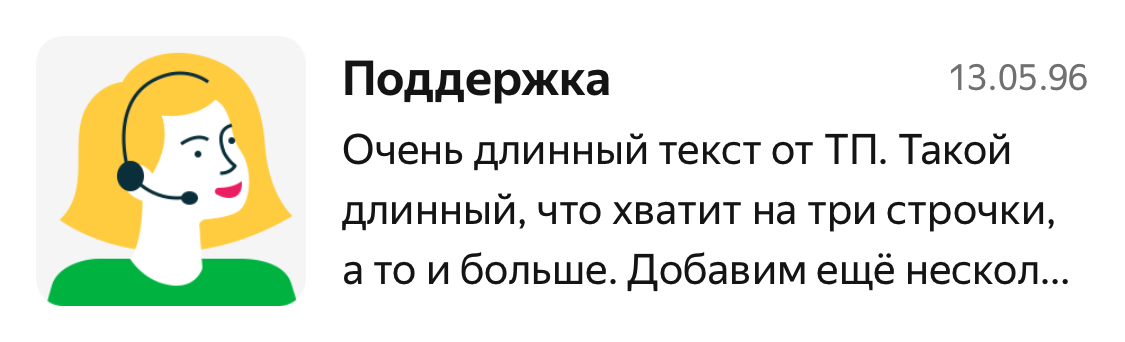 Поддержка 13.05.96
Очень длинный текст от ТП. Такой
длинный, что хватит на три строчки,
а то и больше. Добавим ещё нескол...